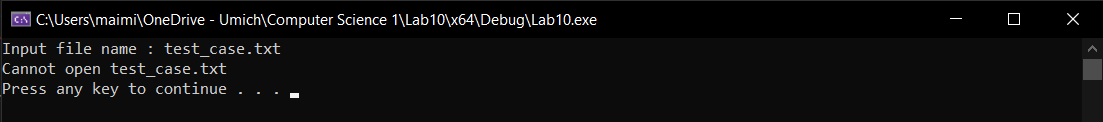 C:\Users\maimi\OneDrive - Umich\Computer Science 1\Lab10\x64\Debug\Lab10.exe
Input file name : test_case.txt
Cannot open test_case.txt
Press any key to continue . . .